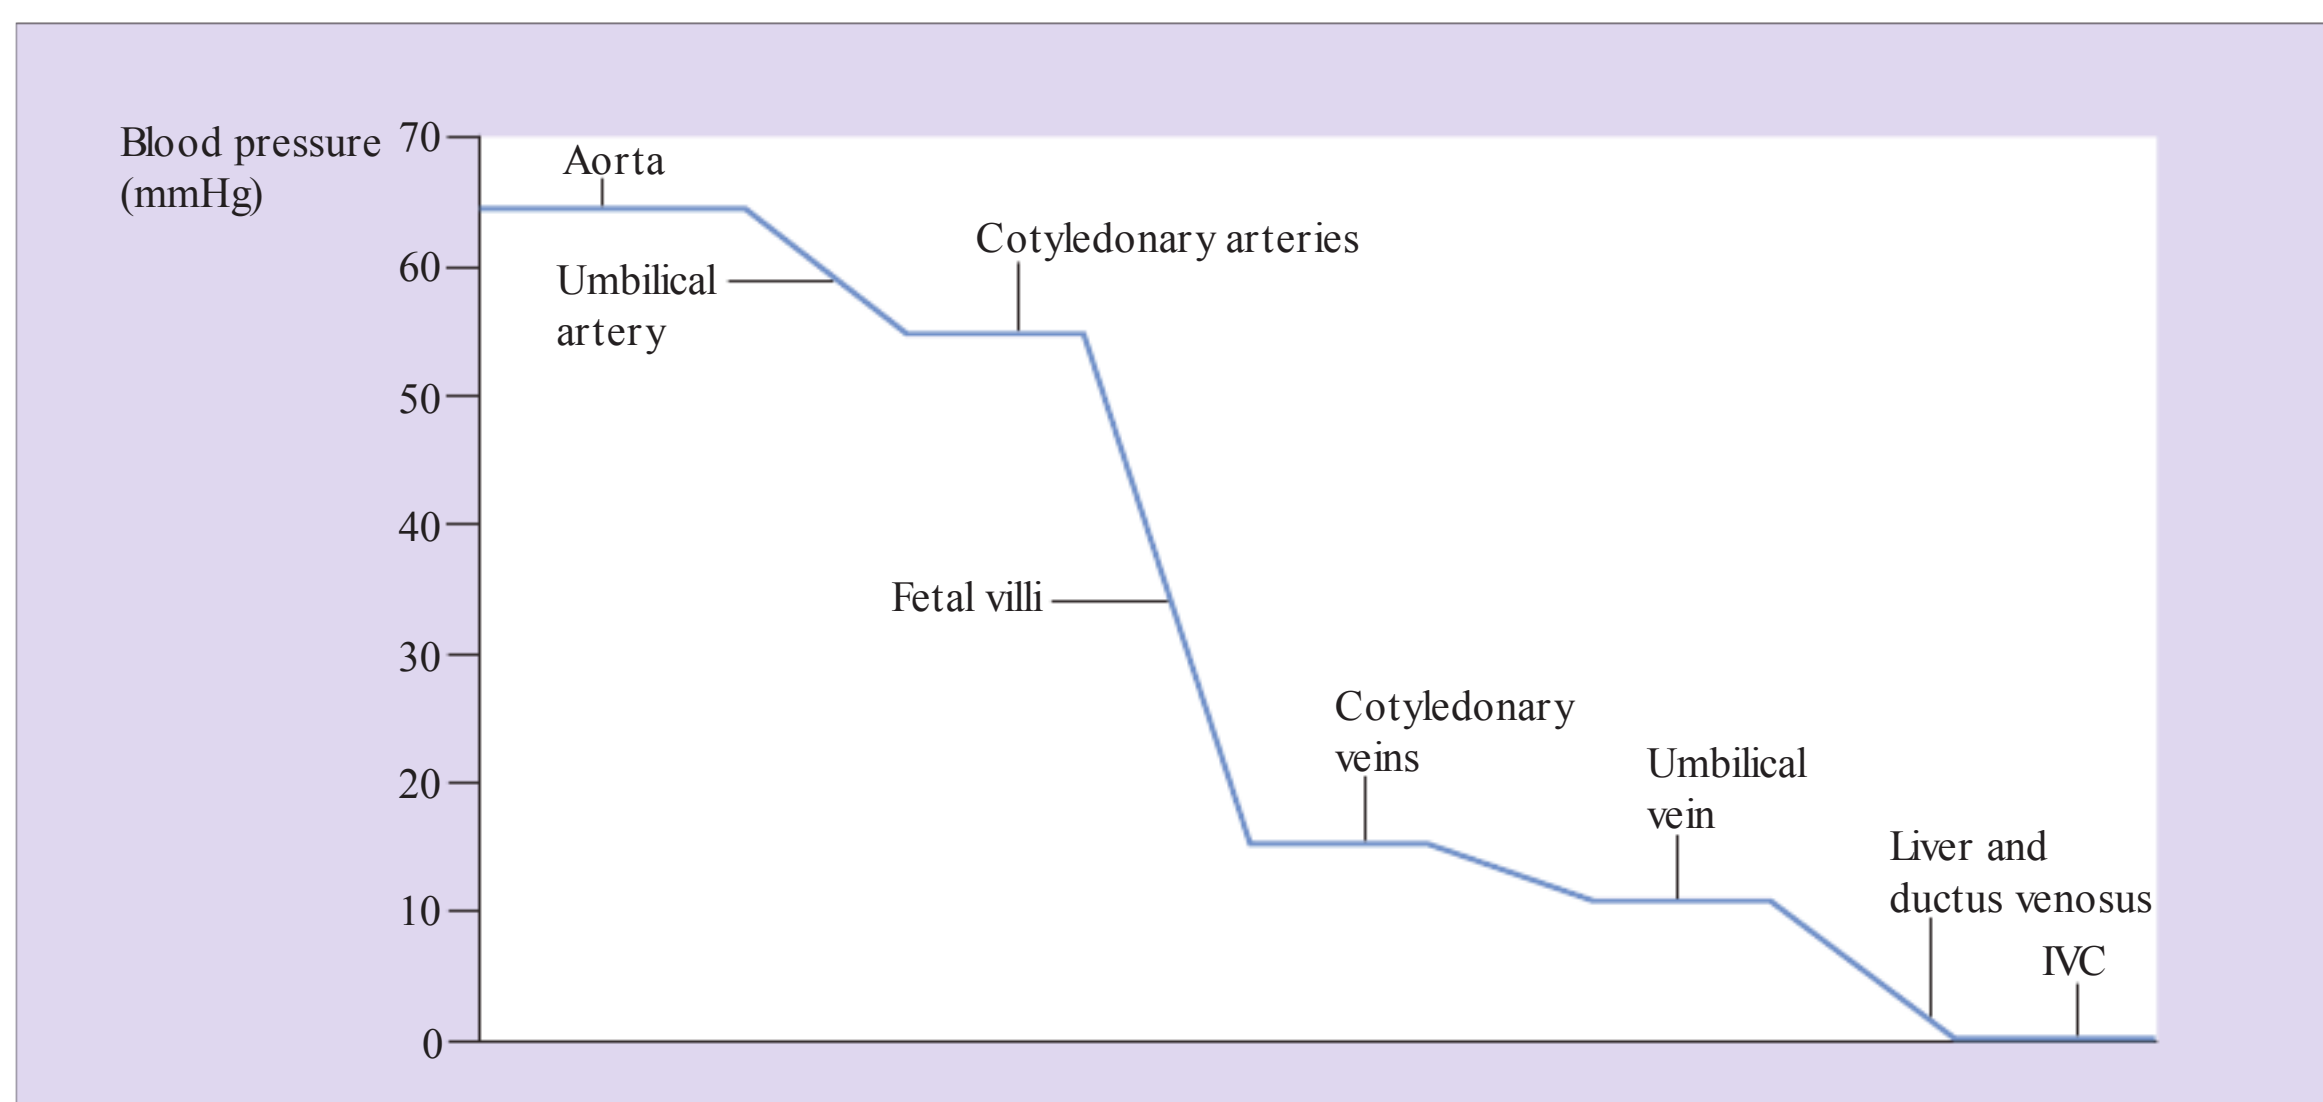 Blood pressure
(mmHg)
70
60
50
40
30
20
10
0
Aorta
Umbilical
artery
Cotyledonary arteries
Fetal villi
Cotyledonary
veins
Umbilical
vein
Liver and
ductus venosus
IVC